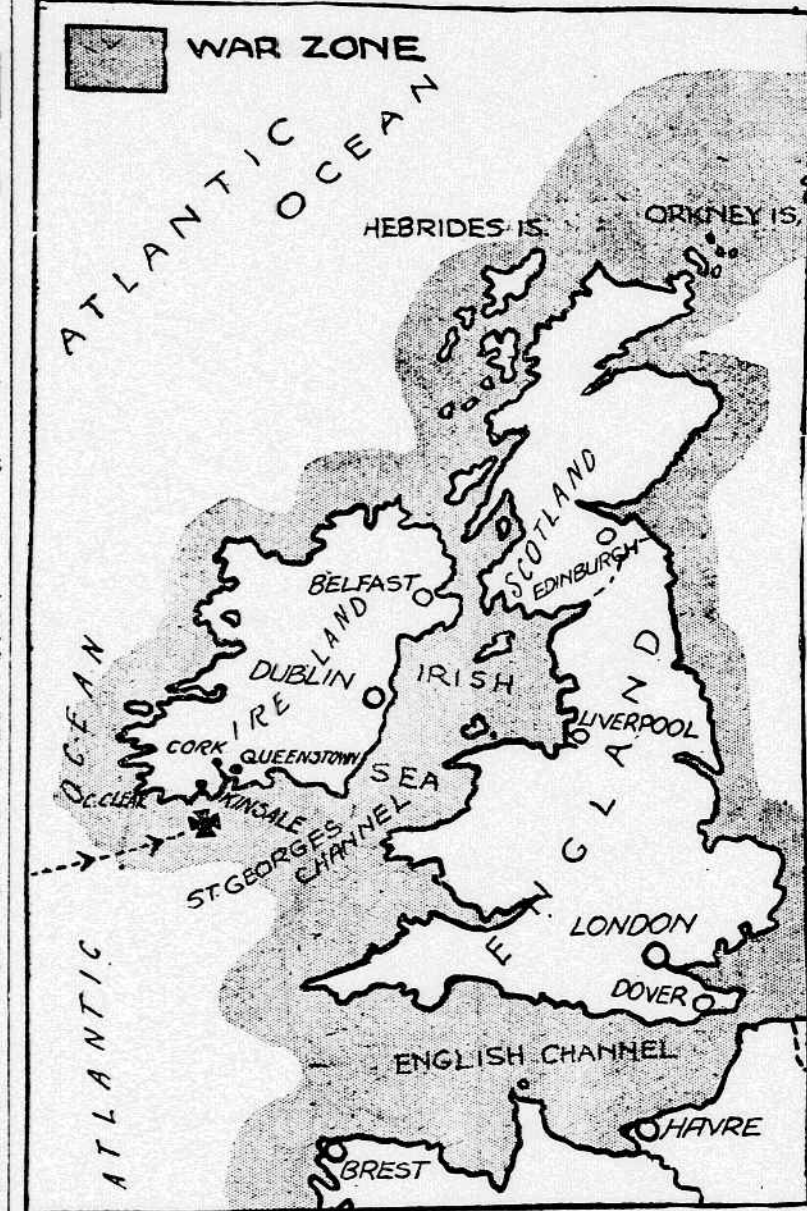 WAR ZONE
ATLANTIC
OCEAN
HEBRIDES IS.
ORKNEY IS.
SCOTLAND
EDINBURGH
BELFAST
IRELAND
DUBLIN
IRISH
SEA
ENGLAND
LIVERPOOL
OCEAN
CORK
QUEENSTOWN
C.CLEAR
KINSALE
ST.GEORGES
CHANNEL
LONDON
DOVER
ATLANTIC
ENGLISH CHANNEL
HAVRE
BREST